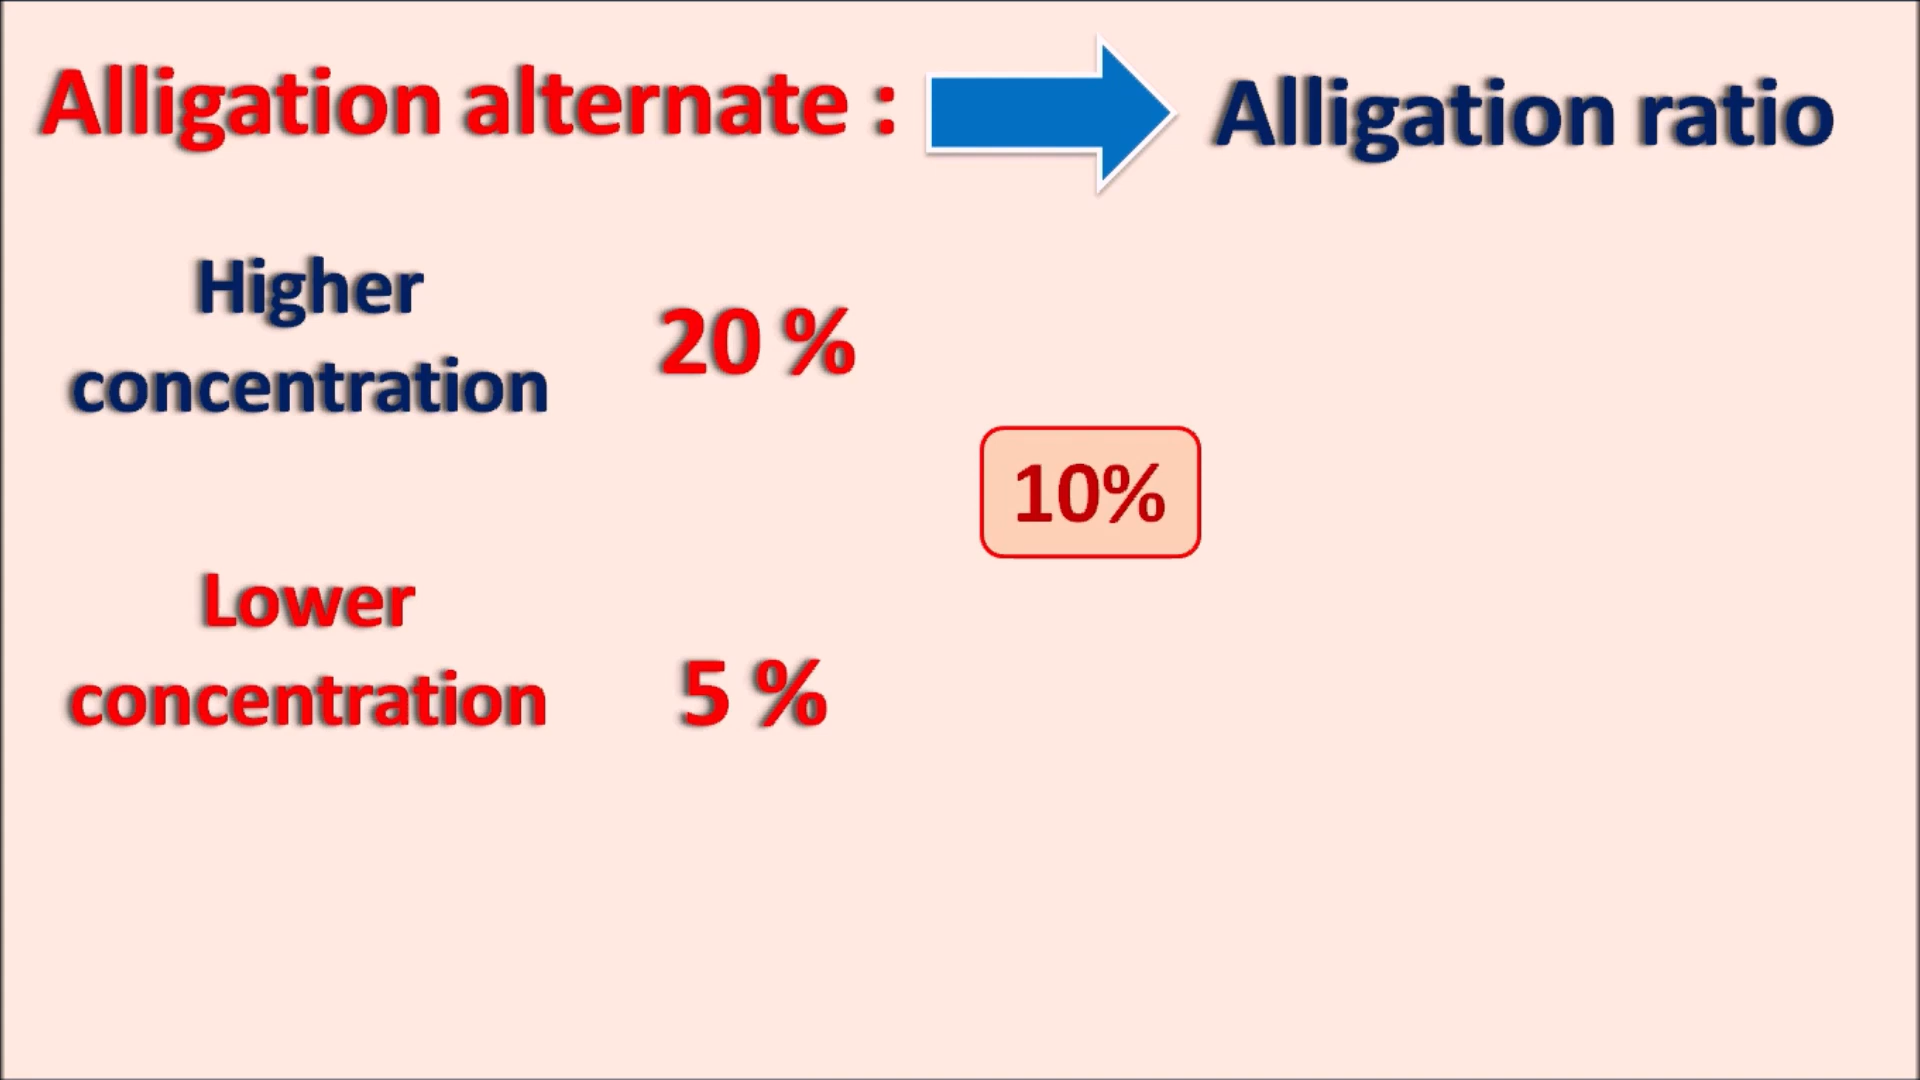 Alligation alternate : Alligation ratio
Higher
concentration
20 %
10%
Lower
concentration
5 %